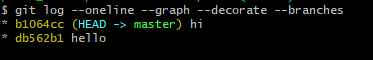 $ git log --oneline --graph --decorate --branches
* b1064cc (HEAD -> master) hi
* db562b1 hello